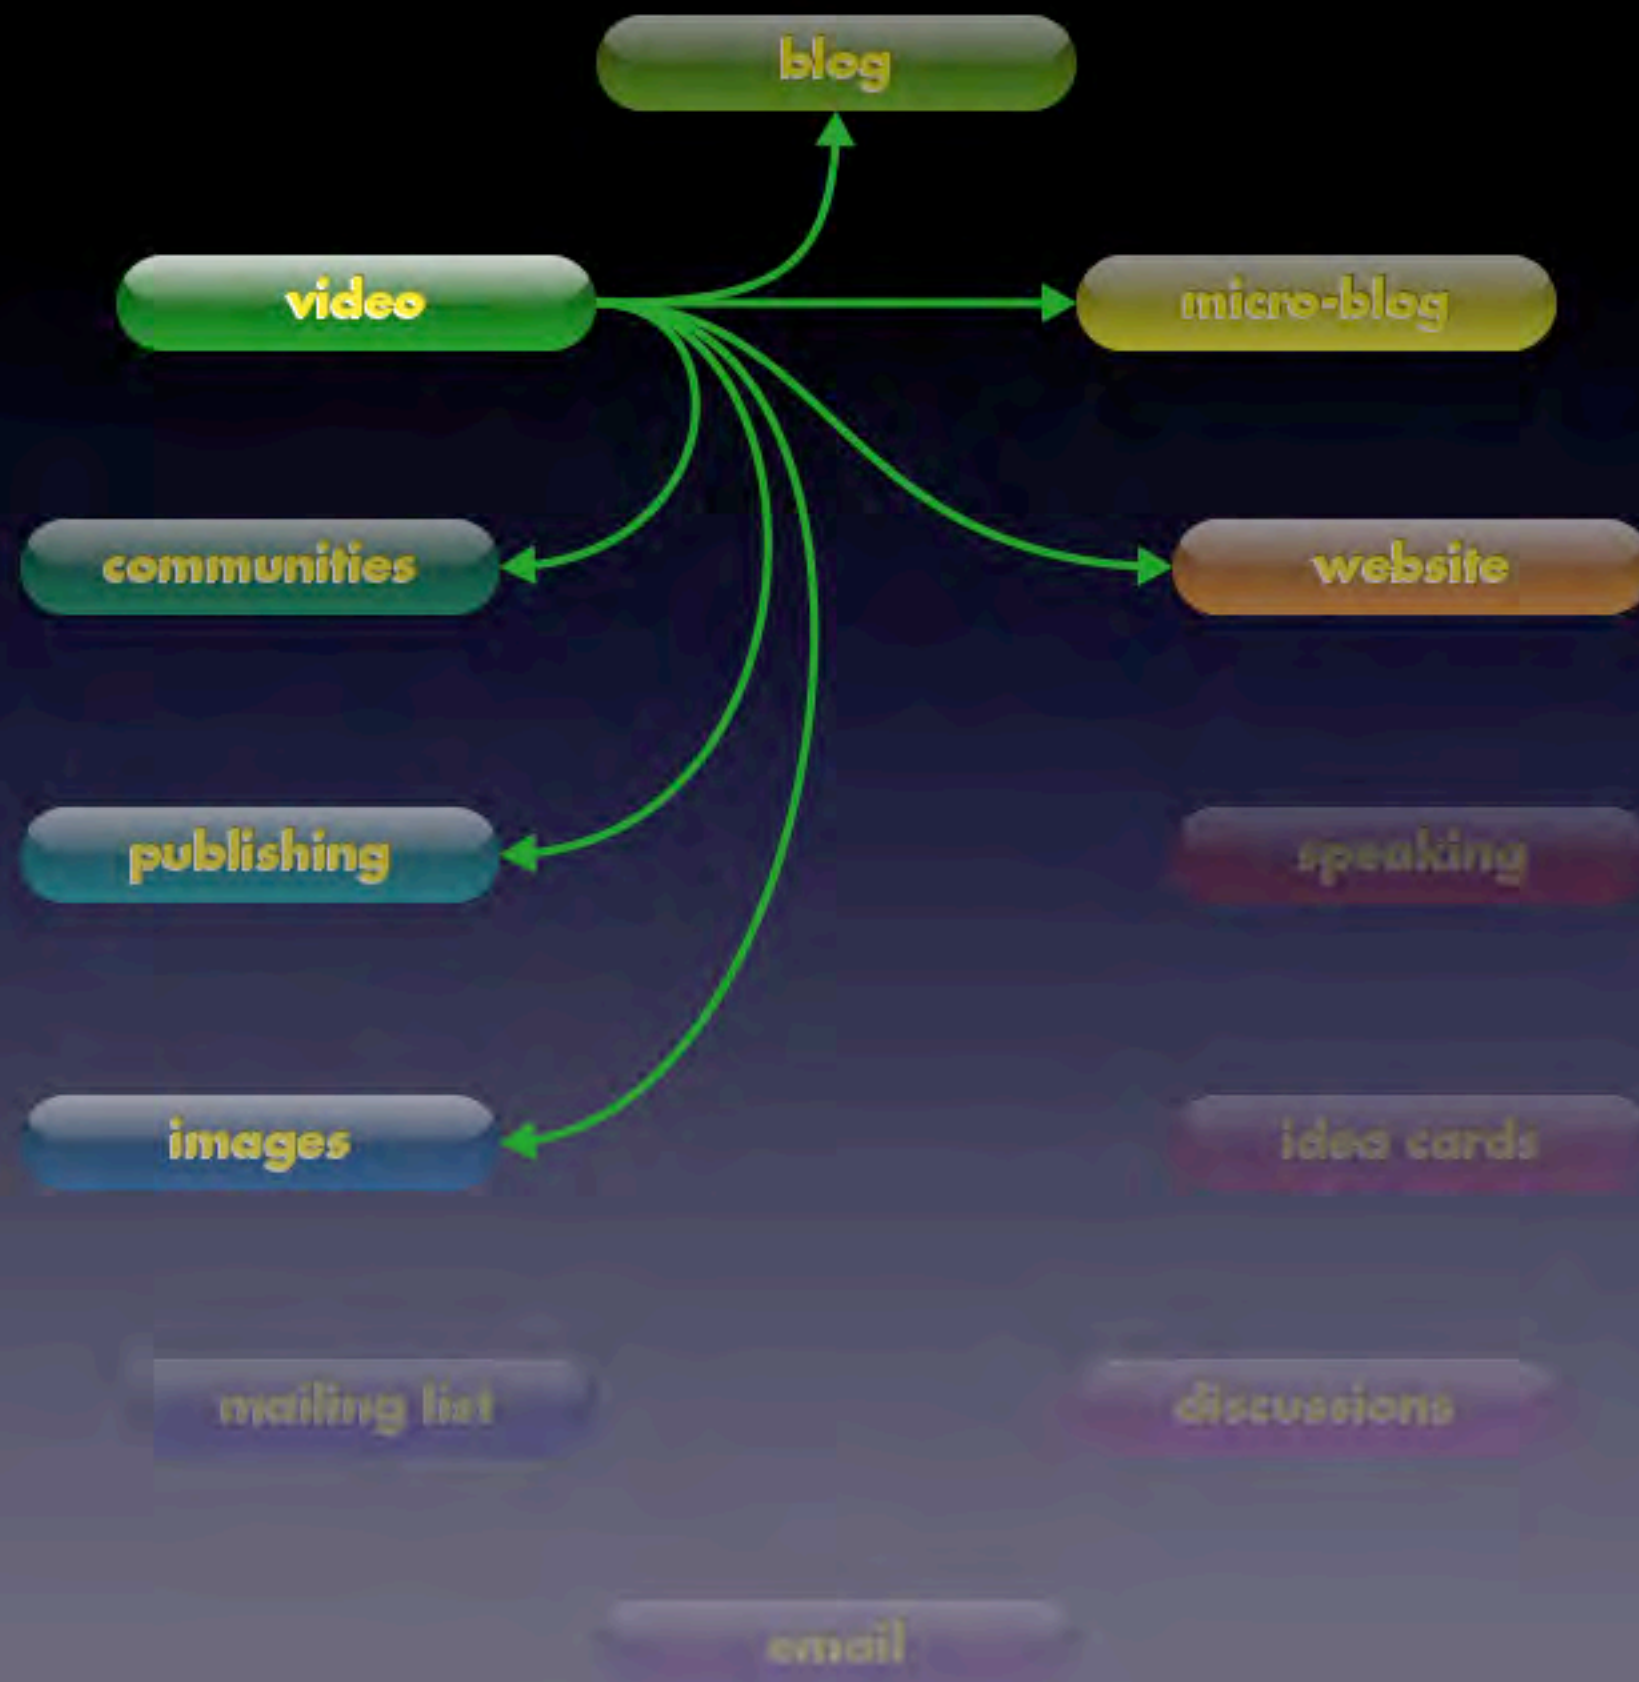 blog
video
micro-blog
communities
website
publishing
speaking
images
idea cards
mailing list
discussions
email